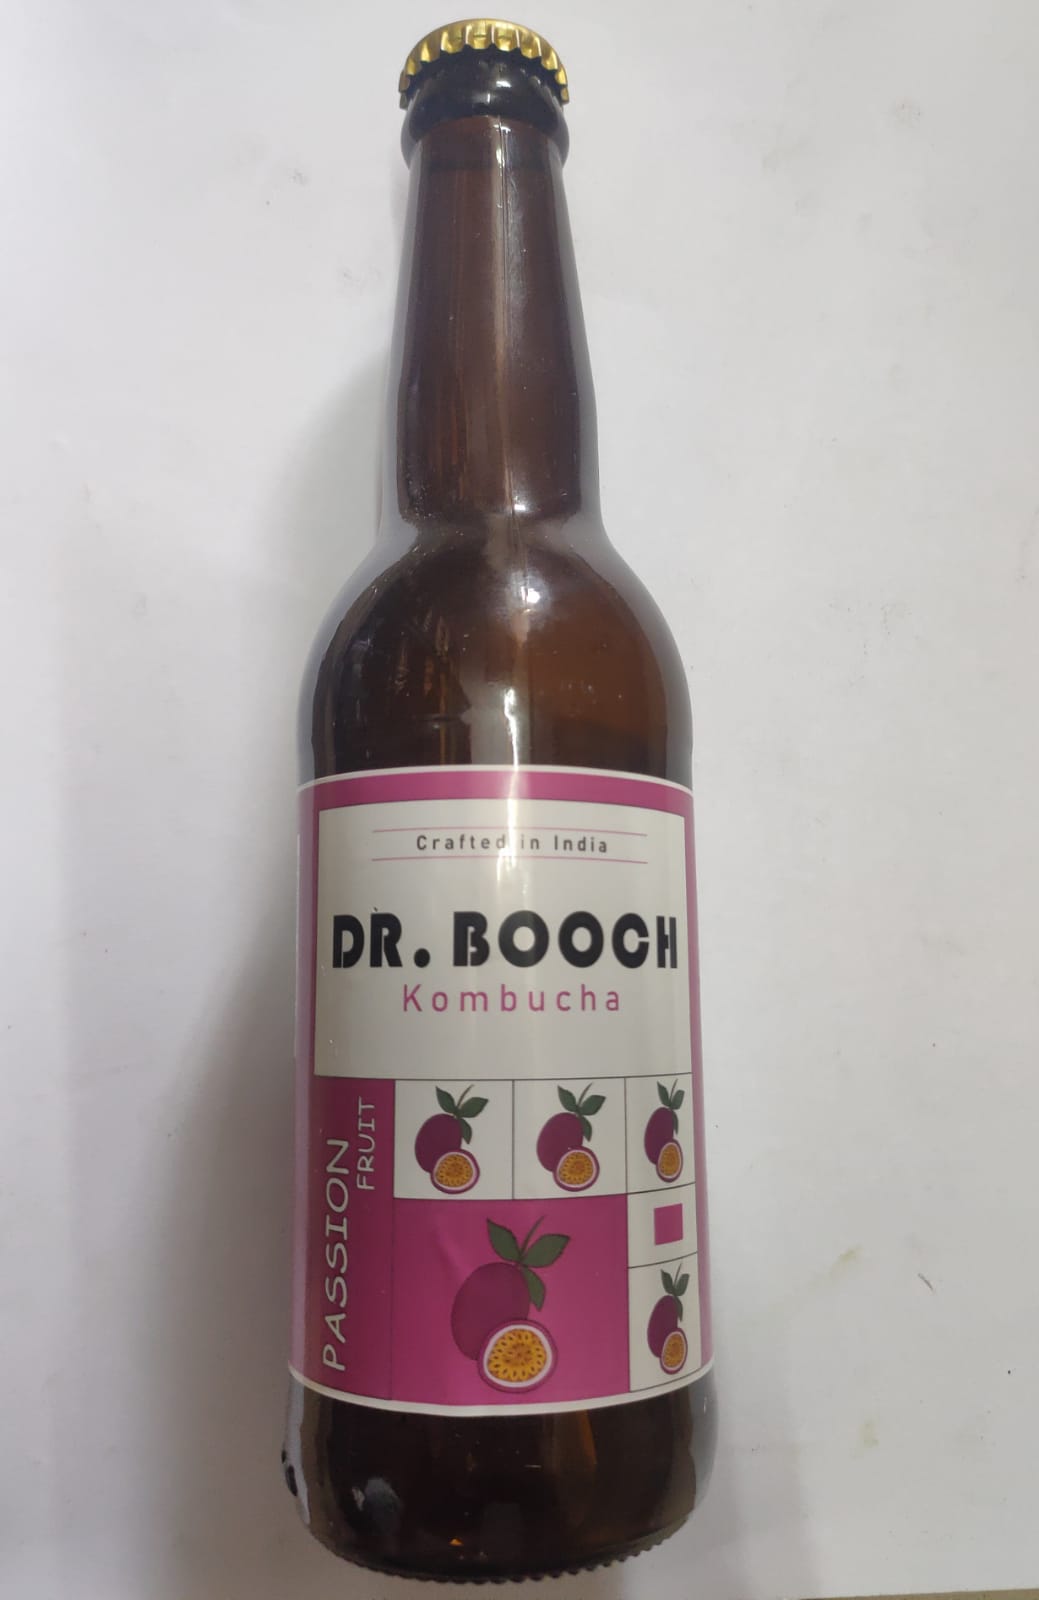 Crafted in India
DR. BOOCH
Kombucha
PASSION
FRUIT